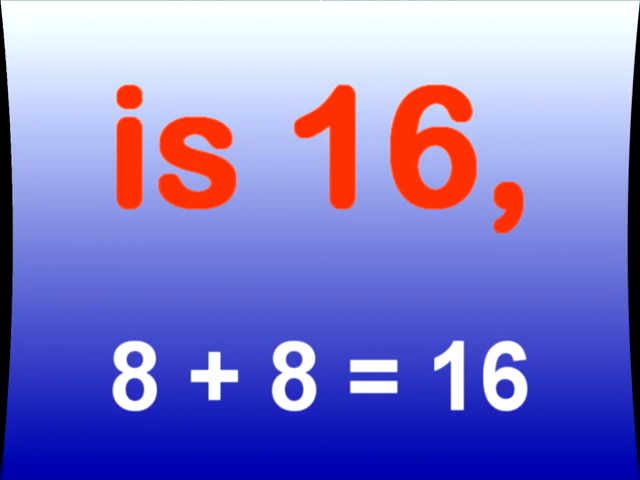 is 16,
8 + 8 = 16